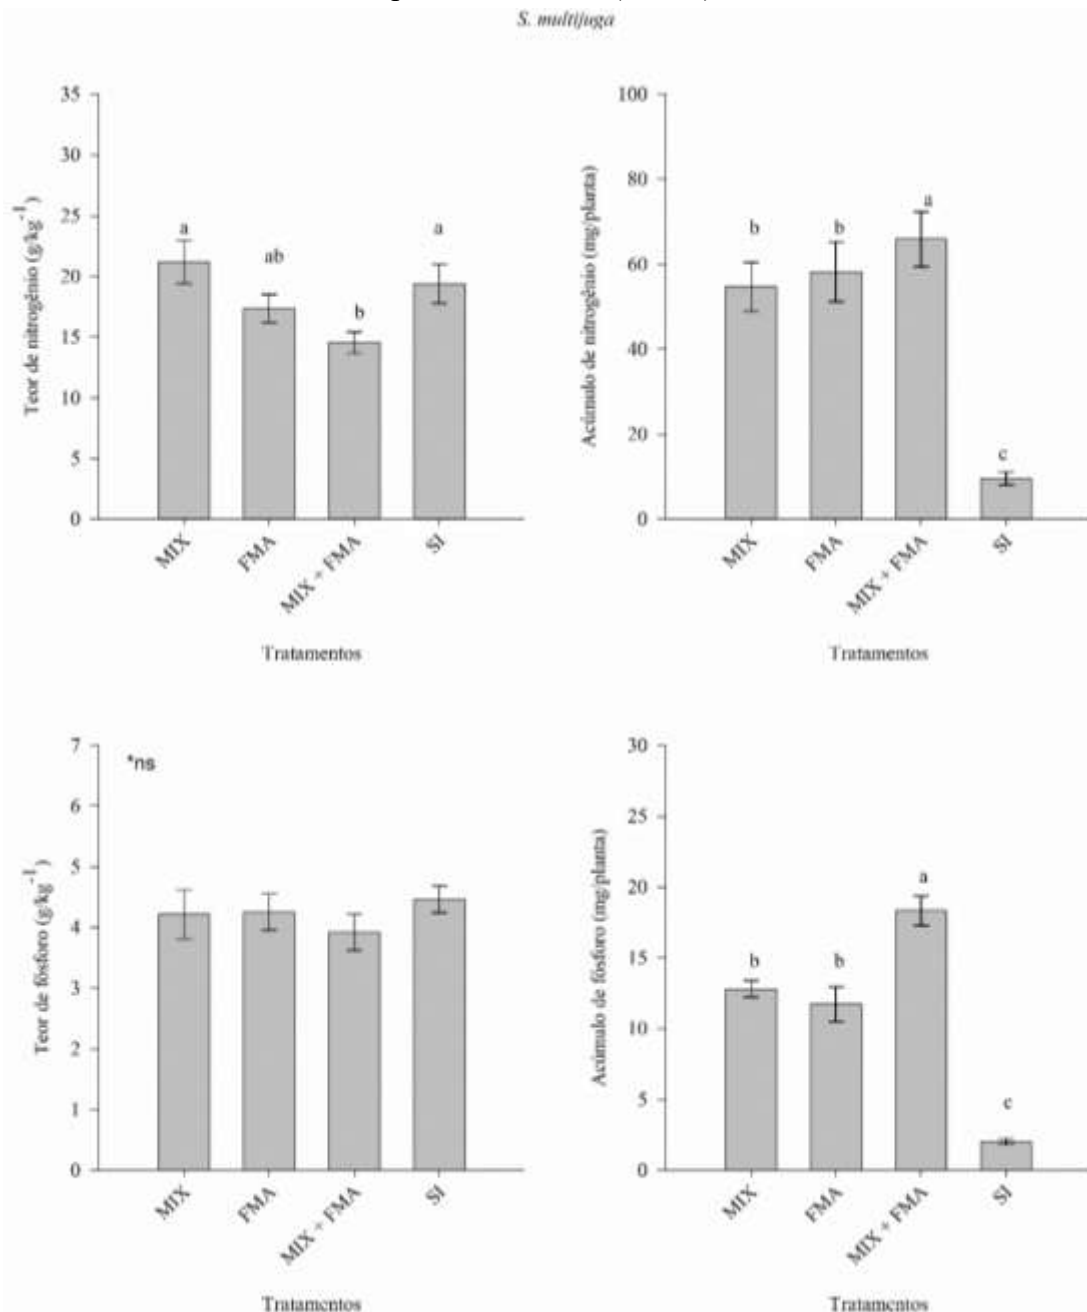 S. multijuga
35
30
25
20
15
10
5
0
Teor de nitrogênio (g/kg⁻¹)
a
ab
b
a
MIX
FMA
MIX + FMA
SI
Tratamentos
100
80
60
40
20
0
Acúmulo de nitrogênio (mg/planta)
b
b
a
c
MIX
FMA
MIX + FMA
SI
Tratamentos
7
6
5
4
3
2
1
0
Teor de fósforo (g/kg⁻¹)
*ns
MIX
FMA
MIX + FMA
SI
Tratamentos
30
25
20
15
10
5
0
Acúmulo de fósforo (mg/planta)
b
b
a
c
MIX
FMA
MIX + FMA
SI
Tratamentos